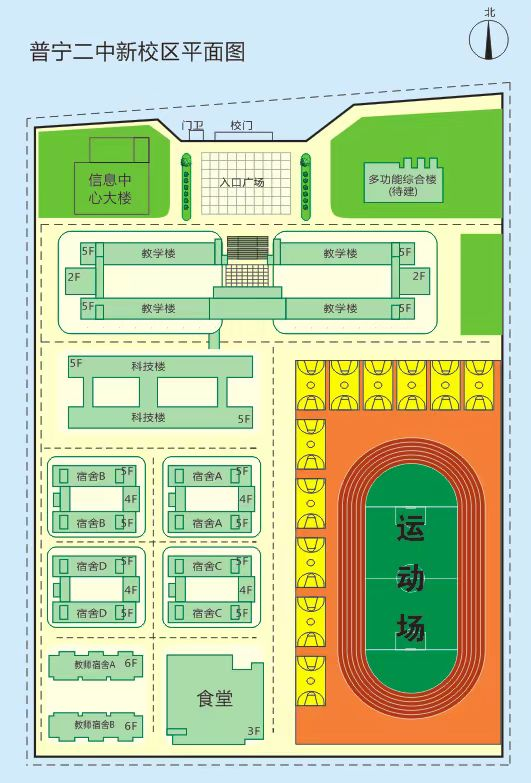 北
普宁二中新校区平面图
门卫
校门
信息中
心大楼
入口广场
多功能综合楼
(待建)
5F
教学楼
教学楼
5F
2F
2F
5F
教学楼
教学楼
5F
5F
科技楼
科技楼
5F
宿舍B
5F
宿舍A
5F
4F
4F
宿舍B
5F
宿舍A
5F
宿舍D
5F
宿舍C
5F
4F
4F
宿舍D
5F
宿舍C
5F
运
动
场
教师宿舍A
6F
食堂
教师宿舍B
6F
3F